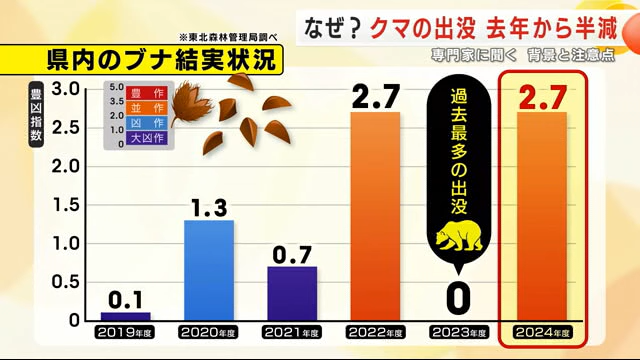 ※東北森林管理局調べ
なぜ？クマの出没 去年から半減
専門家に聞く 背景と注意点
県内のブナ結実状況
豊凶指数
5.0
3.5
2.0
1.0
0
豊作
並作
凶作
大凶作
3.0
2.5
2.0
1.5
1.0
0.5
0
0.1
1.3
0.7
2.7
過去最多の出没
0
2.7
2019年度
2020年度
2021年度
2022年度
2023年度
2024年度